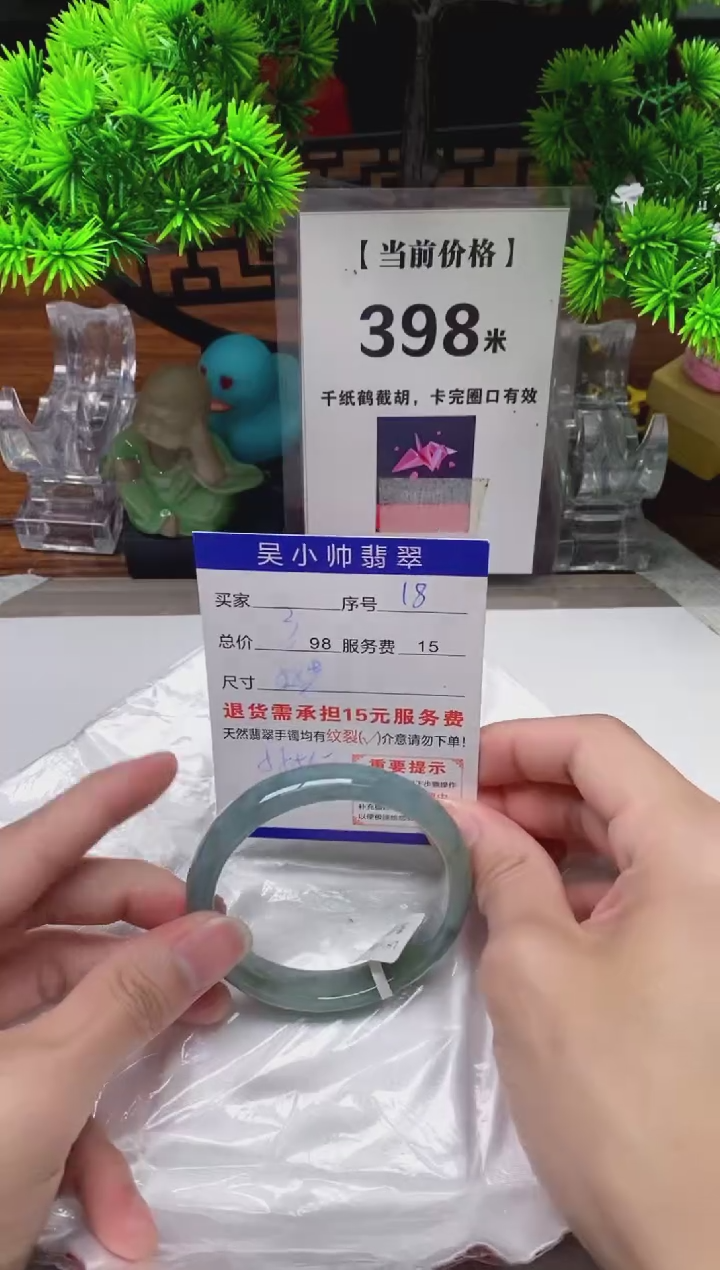 【当前价格】
398米
千纸鹤截胡，卡完圈口有效
吴小帅翡翠
买家 序号 18
总价 3 98 服务费 15
尺寸
退货需承担15元服务费
天然翡翠手镯均有纹裂(√)介意请勿下单！
重要提示